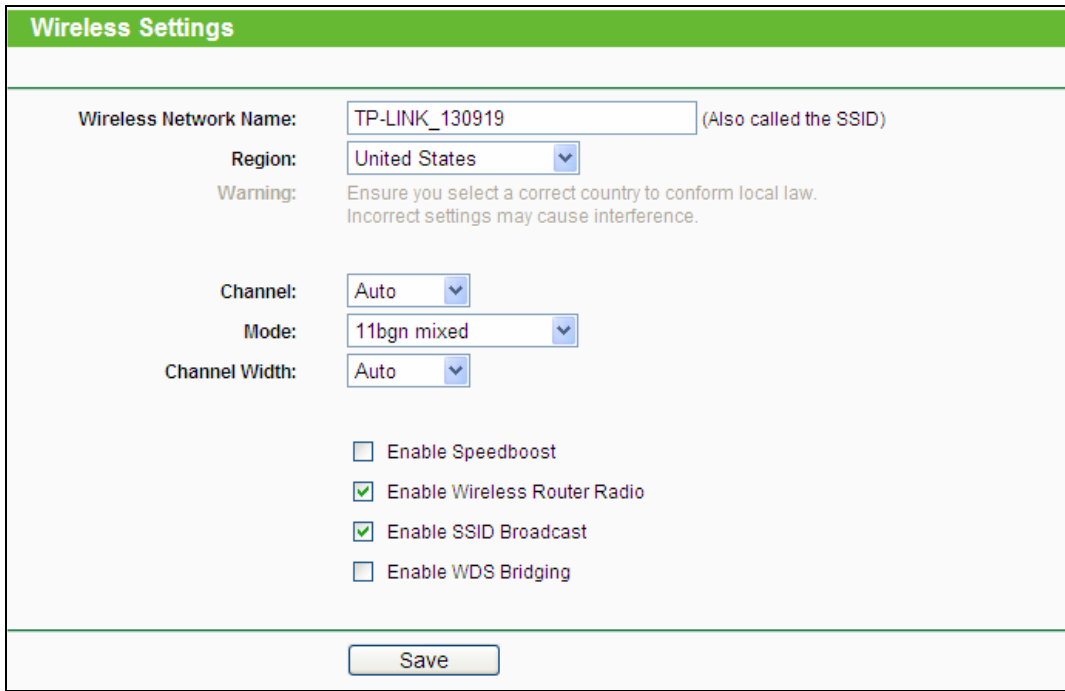 Wireless Settings
Wireless Network Name: TP-LINK_130919 (Also called the SSID)
Region: United States
Warning: Ensure you select a correct country to conform local law.
Incorrect settings may cause interference.
Channel: Auto
Mode: 11bgn mixed
Channel Width: Auto
Enable Speedboost
Enable Wireless Router Radio
Enable SSID Broadcast
Enable WDS Bridging
Save